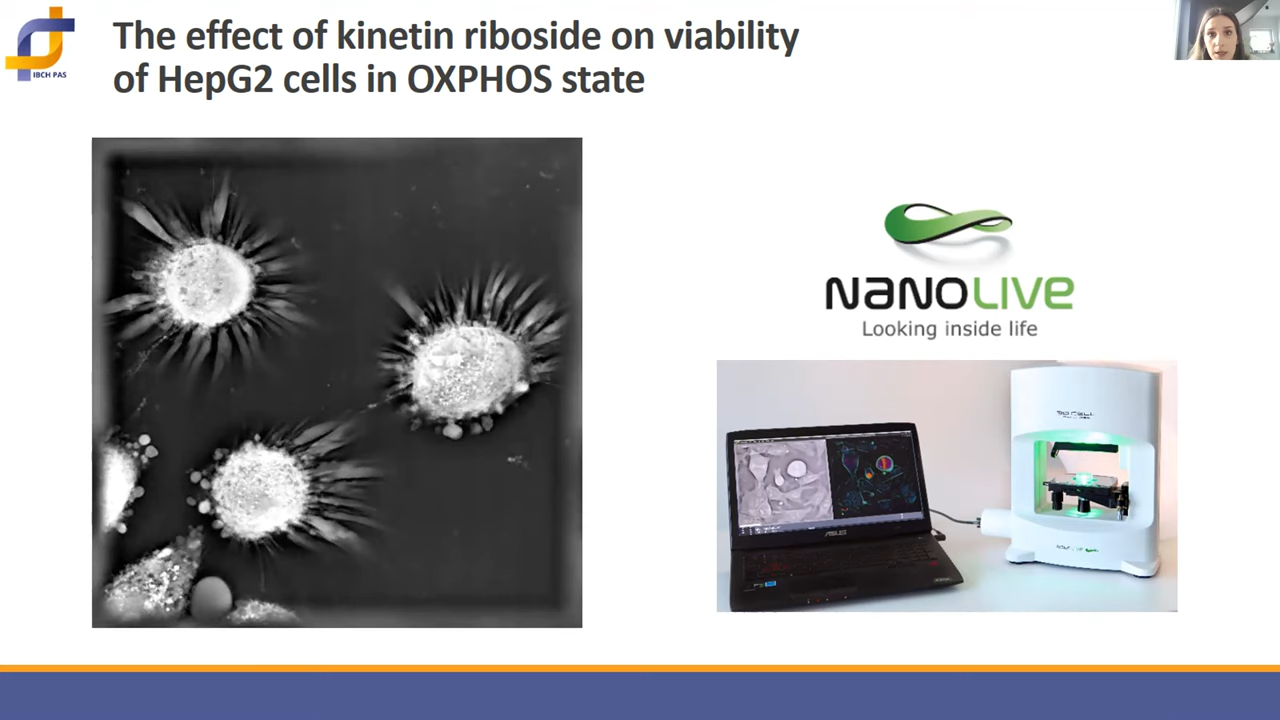 The effect of kinetin riboside on viability
of HepG2 cells in OXPHOS state
IBCH PAS
NANOLIVE
Looking inside life
ASUS